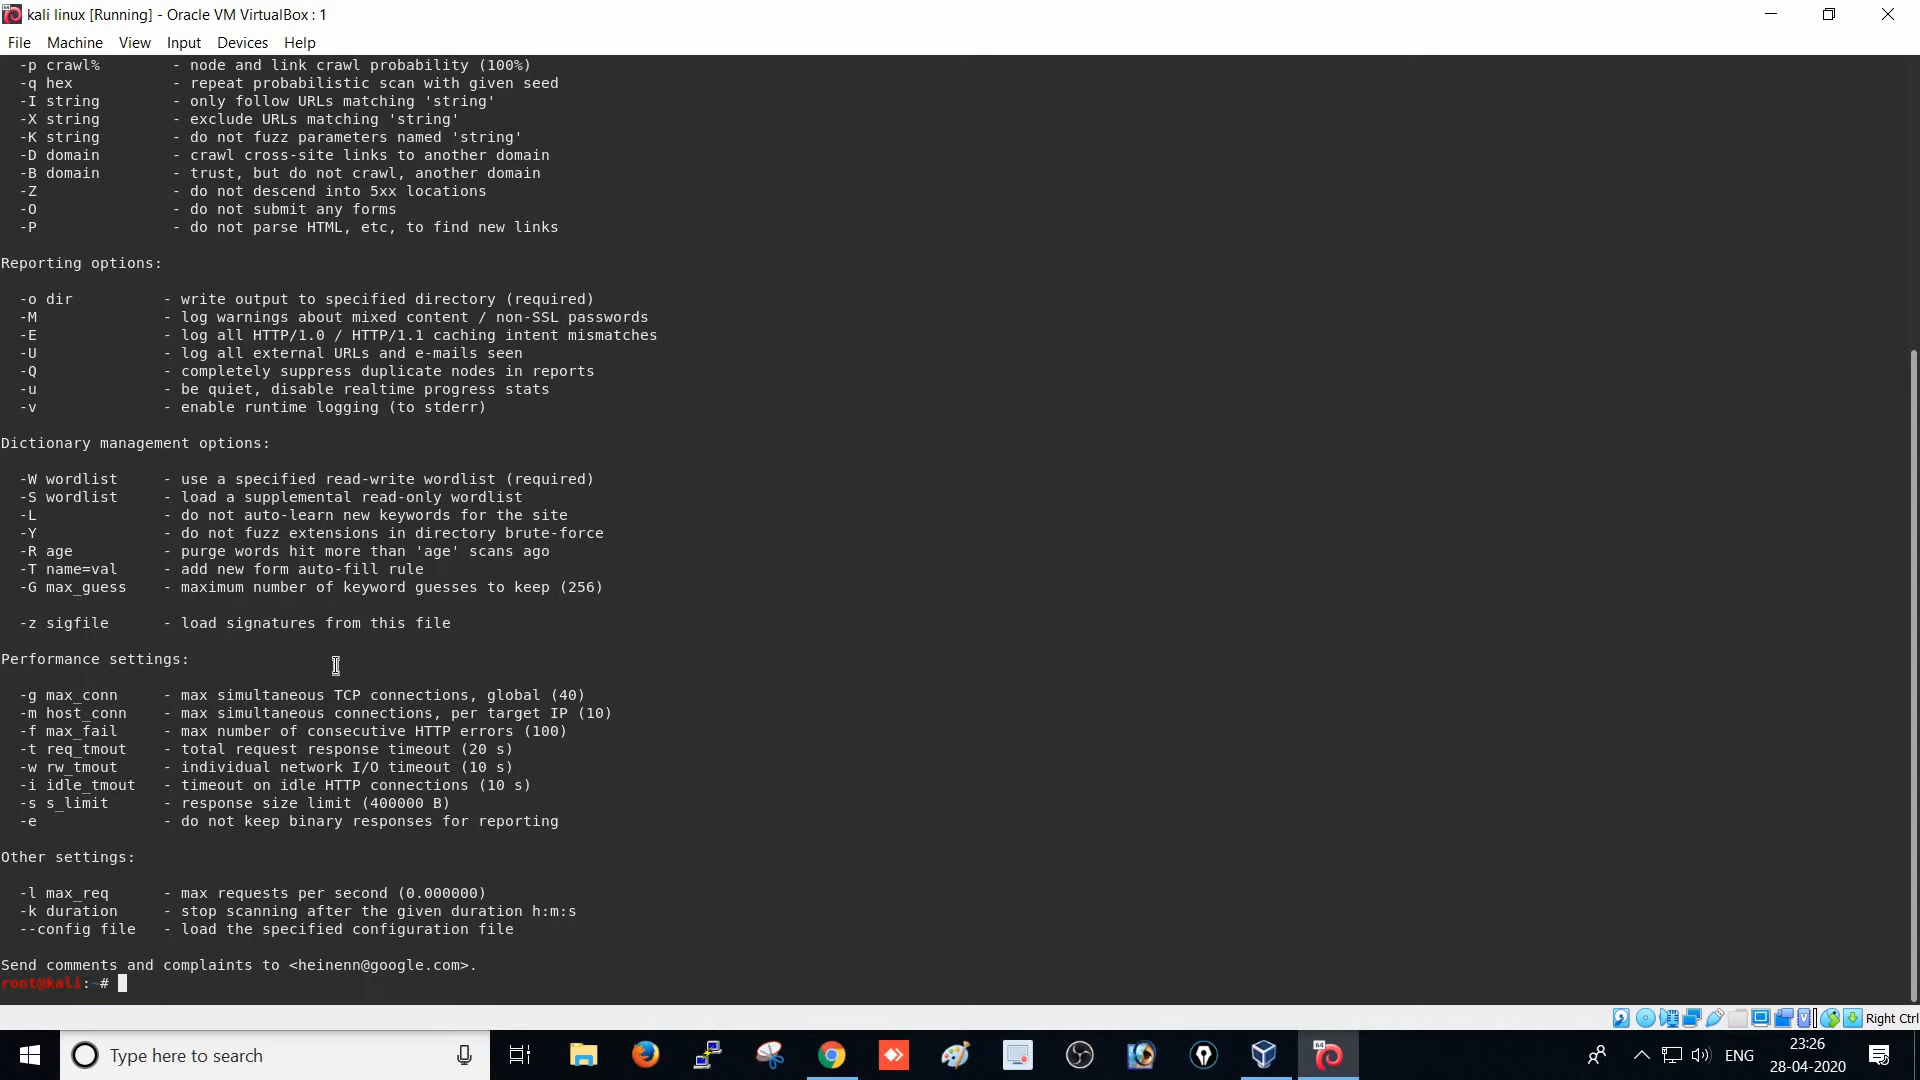 kali linux [Running] - Oracle VM VirtualBox : 1
File Machine View Input Devices Help
-p crawl% - node and link crawl probability (100%)
-q hex - repeat probabilistic scan with given seed
-I string - only follow URLs matching 'string'
-X string - exclude URLs matching 'string'
-K string - do not fuzz parameters named 'string'
-D domain - crawl cross-site links to another domain
-B domain - trust, but do not crawl, another domain
-Z - do not descend into 5xx locations
-O - do not submit any forms
-P - do not parse HTML, etc, to find new links
Reporting options:
-o dir - write output to specified directory (required)
-M - log warnings about mixed content / non-SSL passwords
-E - log all HTTP/1.0 / HTTP/1.1 caching intent mismatches
-U - log all external URLs and e-mails seen
-Q - completely suppress duplicate nodes in reports
-u - be quiet, disable realtime progress stats
-v - enable runtime logging (to stderr)
Dictionary management options:
-W wordlist - use a specified read-write wordlist (required)
-S wordlist - load a supplemental read-only wordlist
-L - do not auto-learn new keywords for the site
-Y - do not fuzz extensions in directory brute-force
-R age - purge words hit more than 'age' scans ago
-T name=val - add new form auto-fill rule
-G max_guess - maximum number of keyword guesses to keep (256)
-z sigfile - load signatures from this file
Performance settings:
-g max_conn - max simultaneous TCP connections, global (40)
-m host_conn - max simultaneous connections, per target IP (10)
-f max_fail - max number of consecutive HTTP errors (100)
-t req_tmout - total request response timeout (20 s)
-w rw_tmout - individual network I/O timeout (10 s)
-i idle_tmout - timeout on idle HTTP connections (10 s)
-s s_limit - response size limit (400000 B)
-e - do not keep binary responses for reporting
Other settings:
-l max_req - max requests per second (0.000000)
-k duration - stop scanning after the given duration h:m:s
--config file - load the specified configuration file
Send comments and complaints to <heinenn@google.com>.
root@kali:~#
Right Ctrl
Type here to search
ENG
23:26
28-04-2020